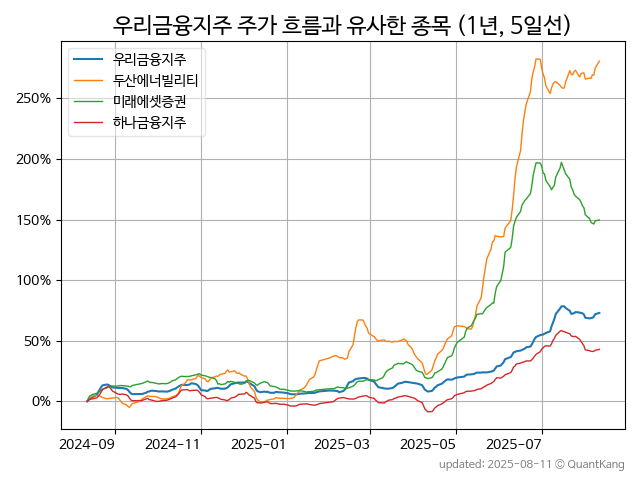 우리금융지주 주가 흐름과 유사한 종목 (1년, 5일선)
우리금융지주
두산에너빌리티
미래에셋증권
하나금융지주
250%
200%
150%
100%
50%
0%
2024-09 2024-11 2025-01 2025-03 2025-05 2025-07
updated: 2025-08-11 © QuantKang